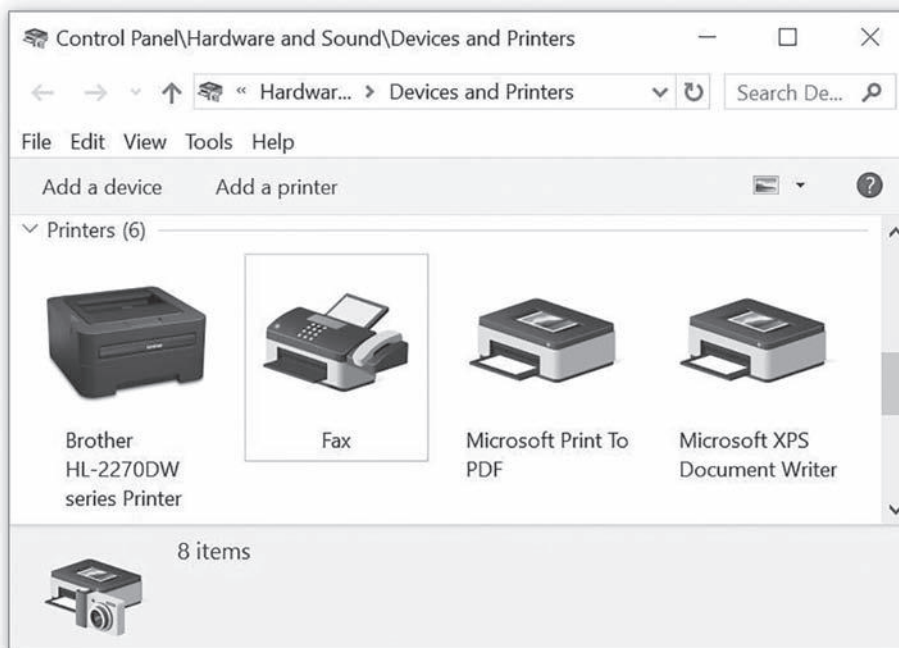 Control Panel\Hardware and Sound\Devices and Printers
« Hardwar... > Devices and Printers
Search De...
File Edit View Tools Help
Add a device Add a printer
Printers (6)
Brother
HL-2270DW
series Printer
Fax
Microsoft Print To
PDF
Microsoft XPS
Document Writer
8 items